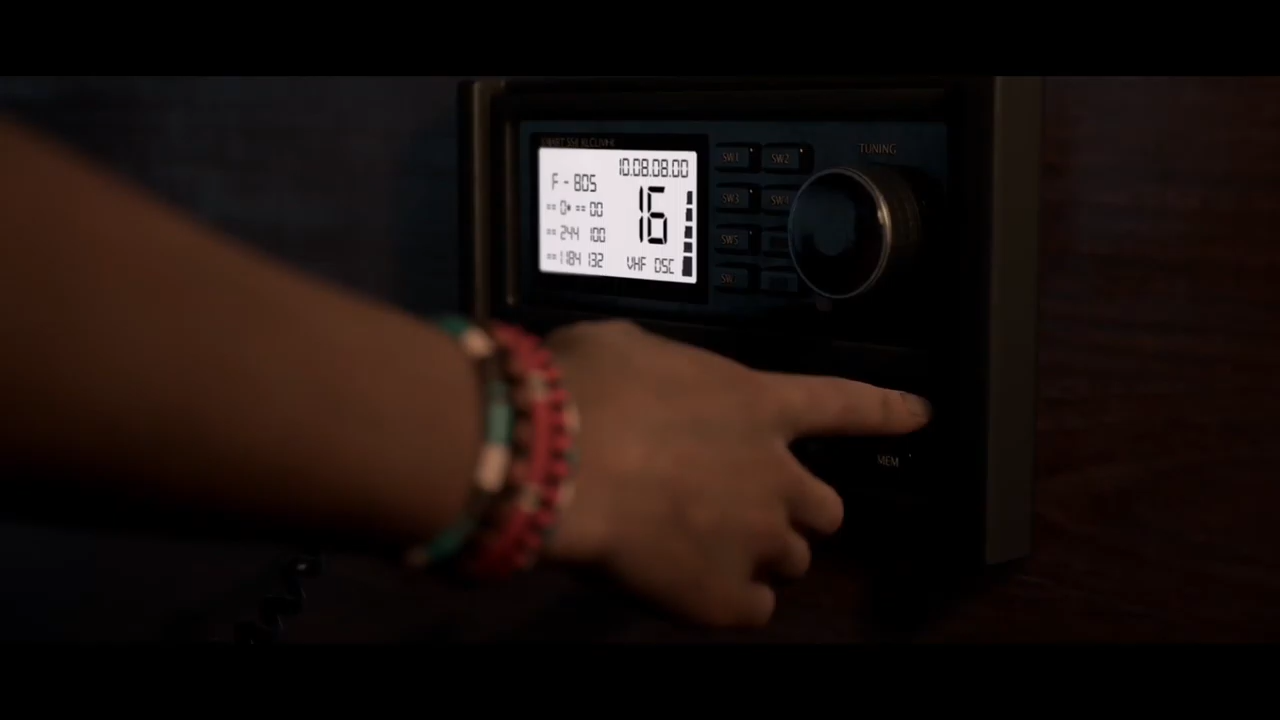 10.08.08.00
F - 805
16
== 0* == 00
== 244 100
== 1184 132
VHF DSC
SW1 SW2
SW3 SW4
SW5
TUNING
MEM